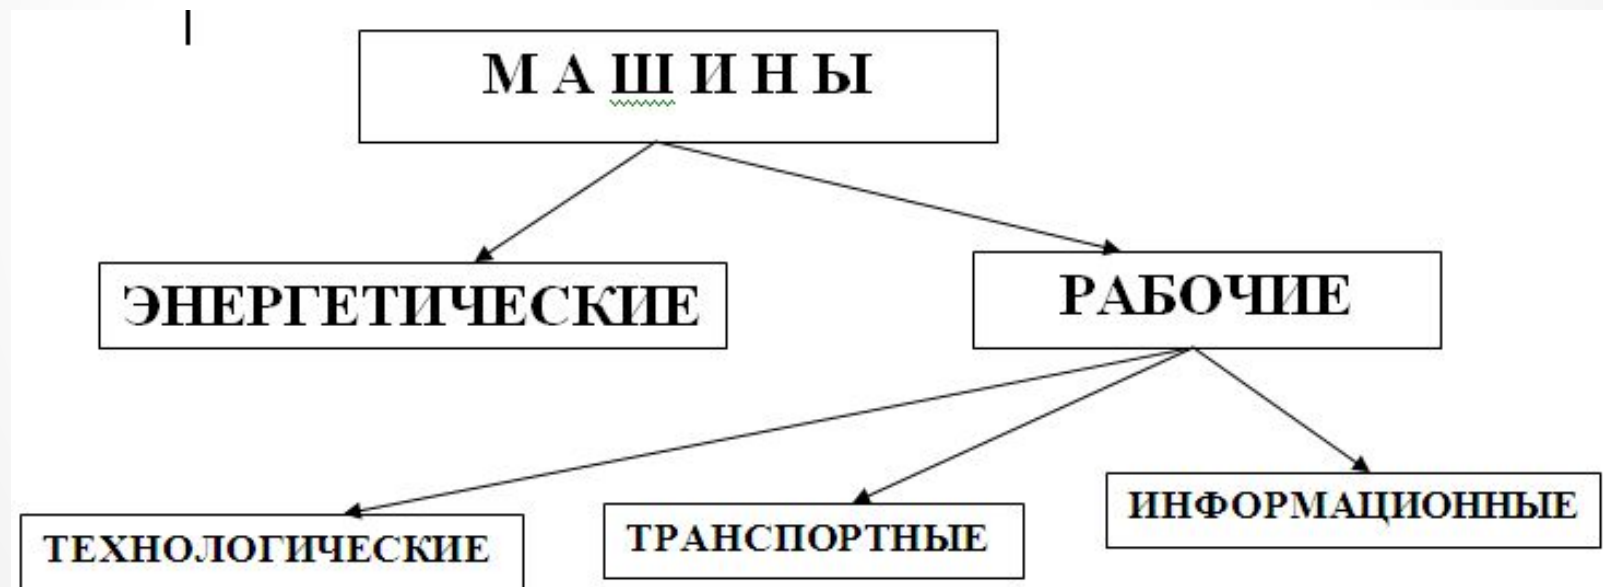 М А Ш И Н Ы
ЭНЕРГЕТИЧЕСКИЕ
РАБОЧИЕ
ТЕХНОЛОГИЧЕСКИЕ
ТРАНСПОРТНЫЕ
ИНФОРМАЦИОННЫЕ